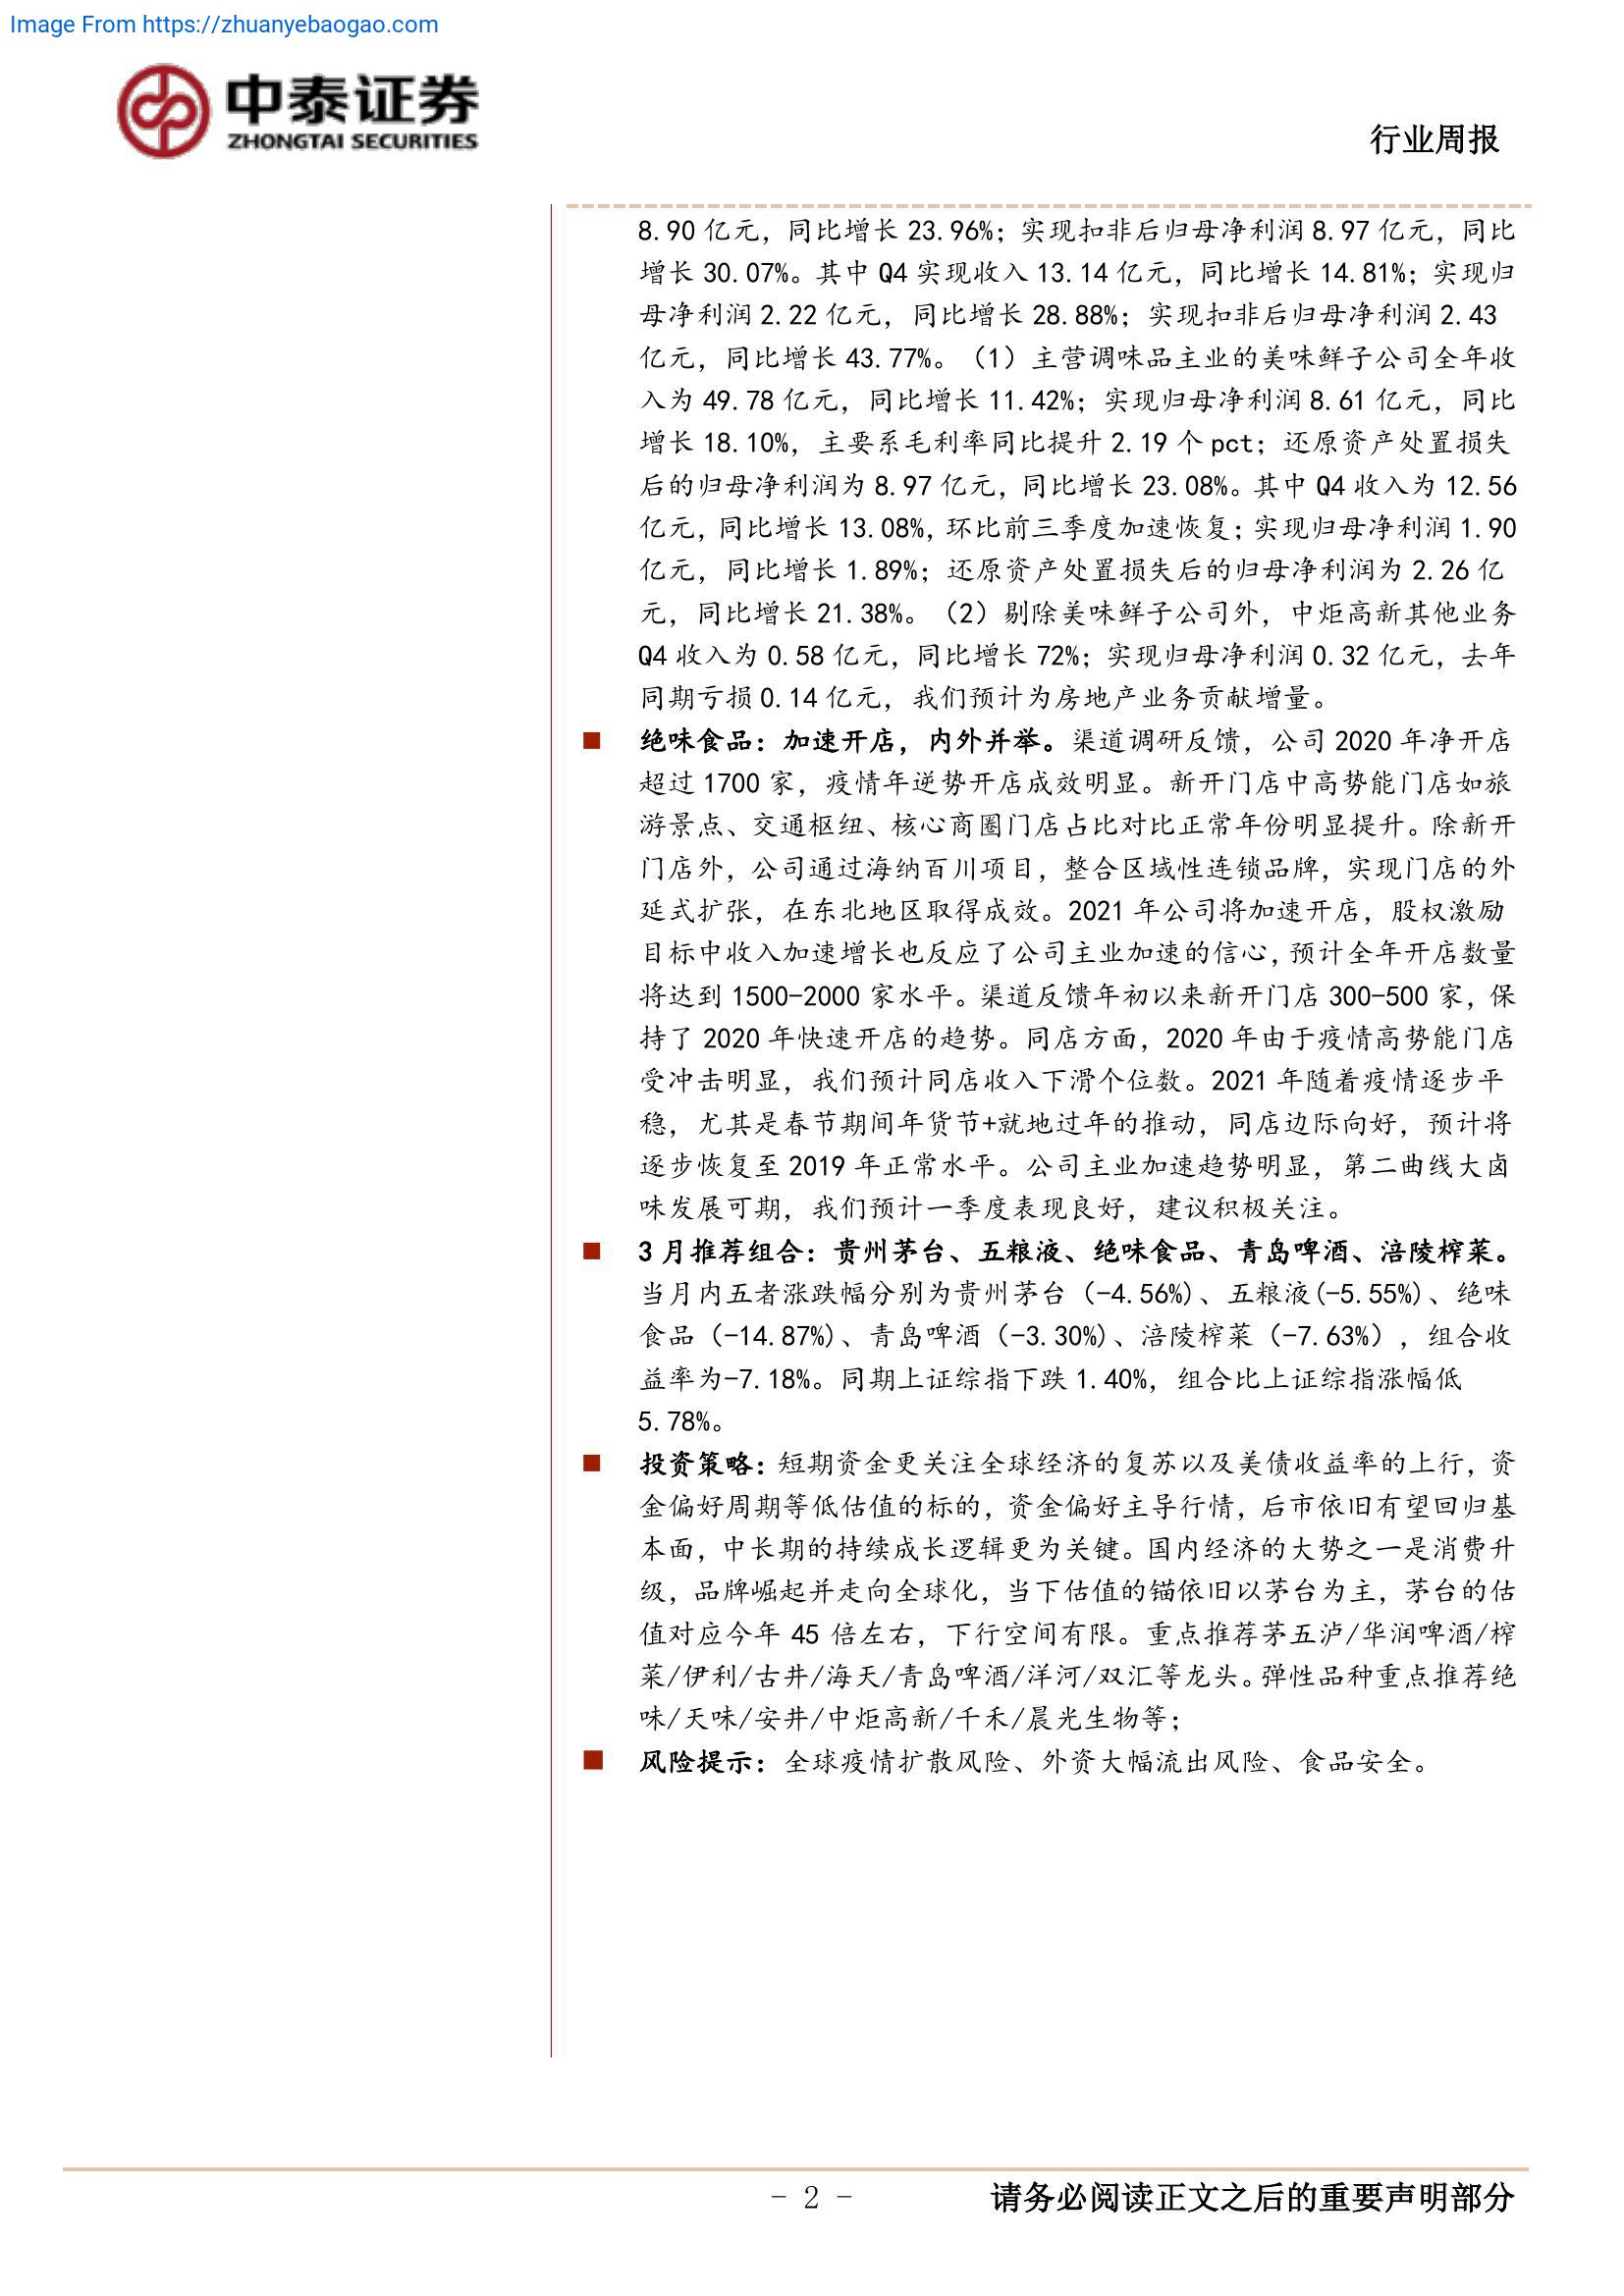 Image From https://zhuanyebaogao.com
中泰证券
ZHONGTAI SECURITIES
行业周报
8.90 亿元，同比增长 23.96%；实现扣非后归母净利润 8.97 亿元，同比
增长 30.07%。其中 Q4 实现收入 13.14 亿元，同比增长 14.81%；实现归
母净利润 2.22 亿元，同比增长 28.88%；实现扣非后归母净利润 2.43
亿元，同比增长 43.77%。（1）主营调味品主业的美味鲜子公司全年收
入为 49.78 亿元，同比增长 11.42%；实现归母净利润 8.61 亿元，同比
增长 18.10%，主要系毛利率同比提升 2.19 个 pct；还原资产处置损失
后的归母净利润为 8.97 亿元，同比增长 23.08%。其中 Q4 收入为 12.56
亿元，同比增长 13.08%，环比前三季度加速恢复；实现归母净利润 1.90
亿元，同比增长 1.89%；还原资产处置损失后的归母净利润为 2.26 亿
元，同比增长 21.38%。（2）剔除美味鲜子公司外，中炬高新其他业务
Q4 收入为 0.58 亿元，同比增长 72%；实现归母净利润 0.32 亿元，去年
同期亏损 0.14 亿元，我们预计为房地产业务贡献增量。
■ 绝味食品：加速开店，内外并举。渠道调研反馈，公司 2020 年净开店
超过 1700 家，疫情年逆势开店成效明显。新开门店中高势能门店如旅
游景点、交通枢纽、核心商圈门店占比对比正常年份明显提升。除新开
门店外，公司通过海纳百川项目，整合区域性连锁品牌，实现门店的外
延式扩张，在东北地区取得成效。2021 年公司将加速开店，股权激励
目标中收入加速增长也反应了公司主业加速的信心，预计全年开店数量
将达到 1500-2000 家水平。渠道反馈年初以来新开门店 300-500 家，保
持了 2020 年快速开店的趋势。同店方面，2020 年由于疫情高势能门店
受冲击明显，我们预计同店收入下滑个位数。2021 年随着疫情逐步平
稳，尤其是春节期间年货节+就地过年的推动，同店边际向好，预计将
逐步恢复至 2019 年正常水平。公司主业加速趋势明显，第二曲线大卤
味发展可期，我们预计一季度表现良好，建议积极关注。
■ 3 月推荐组合：贵州茅台、五粮液、绝味食品、青岛啤酒、涪陵榨菜。
当月内五者涨跌幅分别为贵州茅台（-4.56%）、五粮液(-5.55%)、绝味
食品（-14.87%）、青岛啤酒（-3.30%）、涪陵榨菜（-7.63%），组合收
益率为-7.18%。同期上证综指下跌 1.40%，组合比上证综指涨幅低
5.78%。
■ 投资策略：短期资金更关注全球经济的复苏以及美债收益率的上行，资
金偏好周期等低估值的标的，资金偏好主导行情，后市依旧有望回归基
本面，中长期的持续成长逻辑更为关键。国内经济的大势之一是消费升
级，品牌崛起并走向全球化，当下估值的锚依旧以茅台为主，茅台的估
值对应今年 45 倍左右，下行空间有限。重点推荐茅五泸/华润啤酒/榨
菜/伊利/古井/海天/青岛啤酒/洋河/双汇等龙头。弹性品种重点推荐绝
味/天味/安井/中炬高新/千禾/晨光生物等；
■ 风险提示：全球疫情扩散风险、外资大幅流出风险、食品安全。
- 2 -
请务必阅读正文之后的重要声明部分